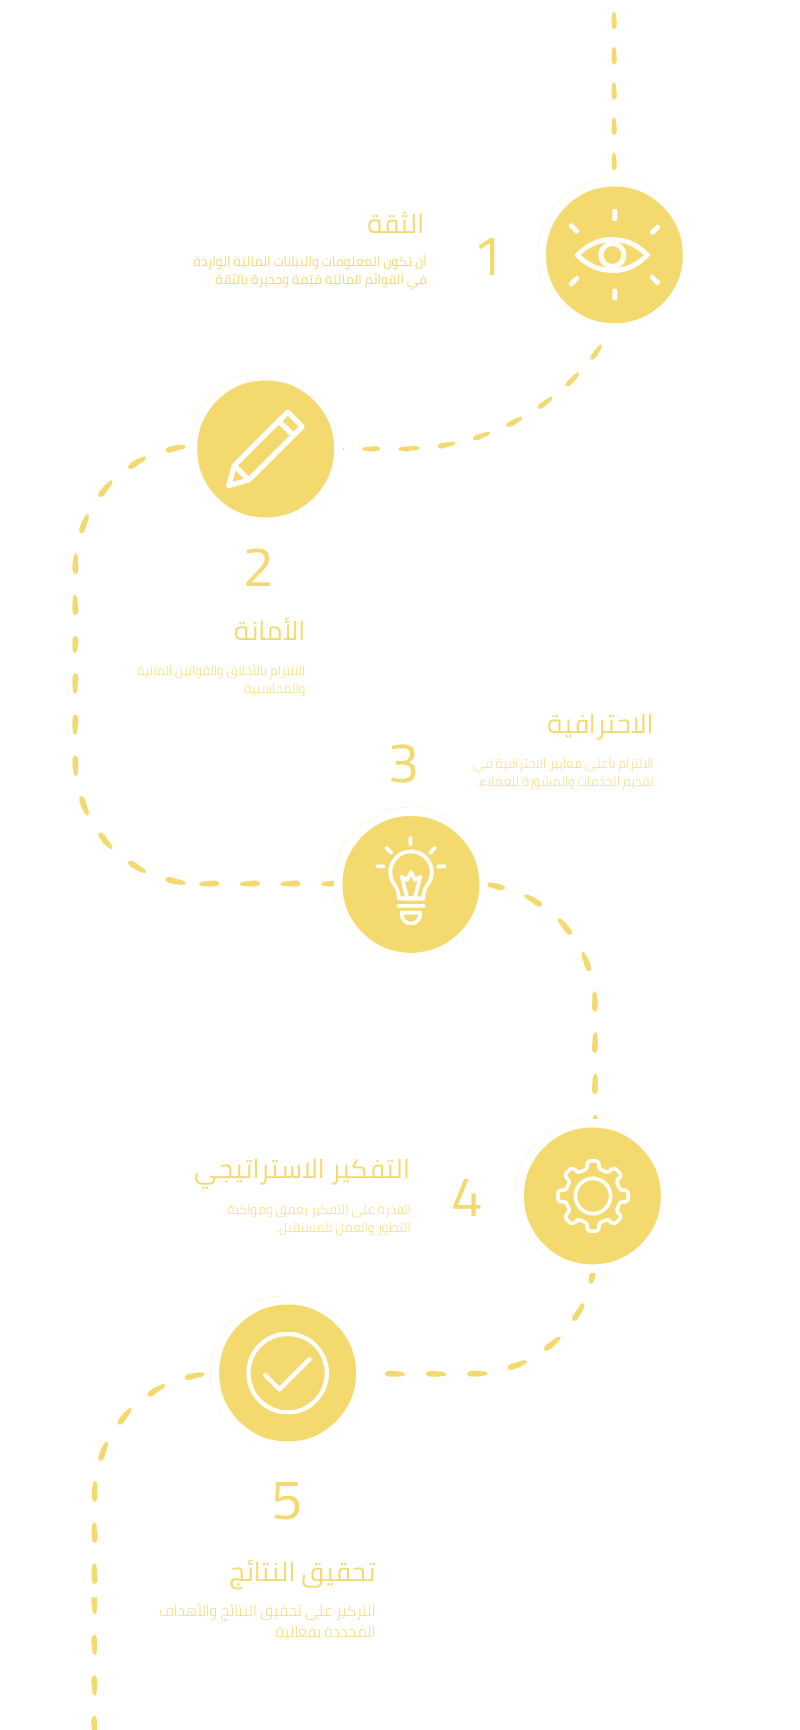 1
الثقة
أن تكون المعلومات والبيانات الماليّة الواردة
في القوائم الماليّة قيّمة وجديرة بالثقة
2
الأمانة
الالتزام بالأخلاق والقوانين المالية
والمحاسبية
3
الاحترافية
الالتزام بأعلى معايير الاحترافية في
تقديم الخدمات والمشورة للعملاء.
4
التفكير الاستراتيجي
القدرة على التفكير بعمق ومواكبة
التطور والعمل للمستقبل.
5
تحقيق النتائج
التركيز على تحقيق النتائج والأهداف
المحددة بفعالية.